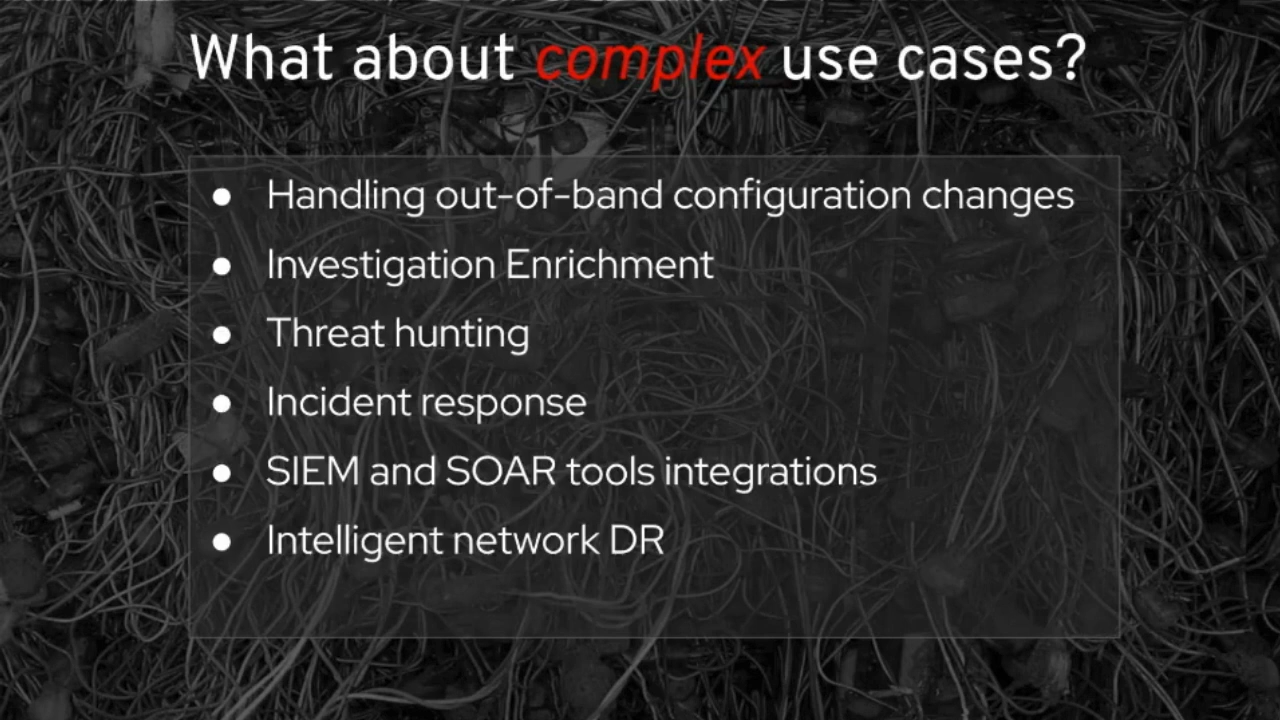 What about complex use cases?
● Handling out-of-band configuration changes
● Investigation Enrichment
● Threat hunting
● Incident response
● SIEM and SOAR tools integrations
● Intelligent network DR